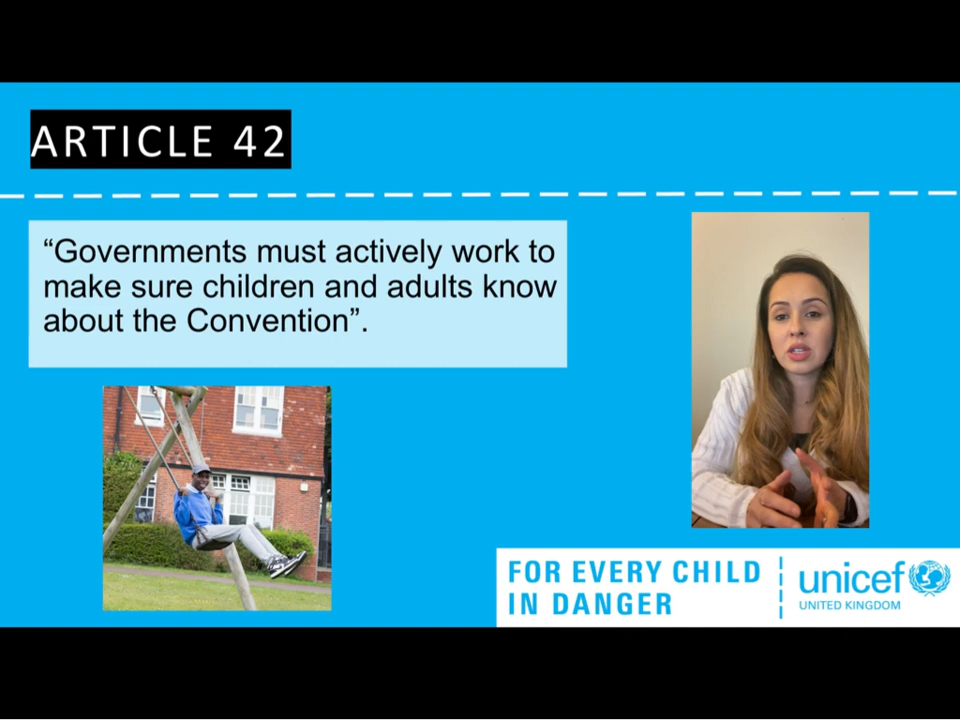 ARTICLE 42
“Governments must actively work to
make sure children and adults know
about the Convention”.
FOR EVERY CHILD
IN DANGER
unicef
UNITED KINGDOM